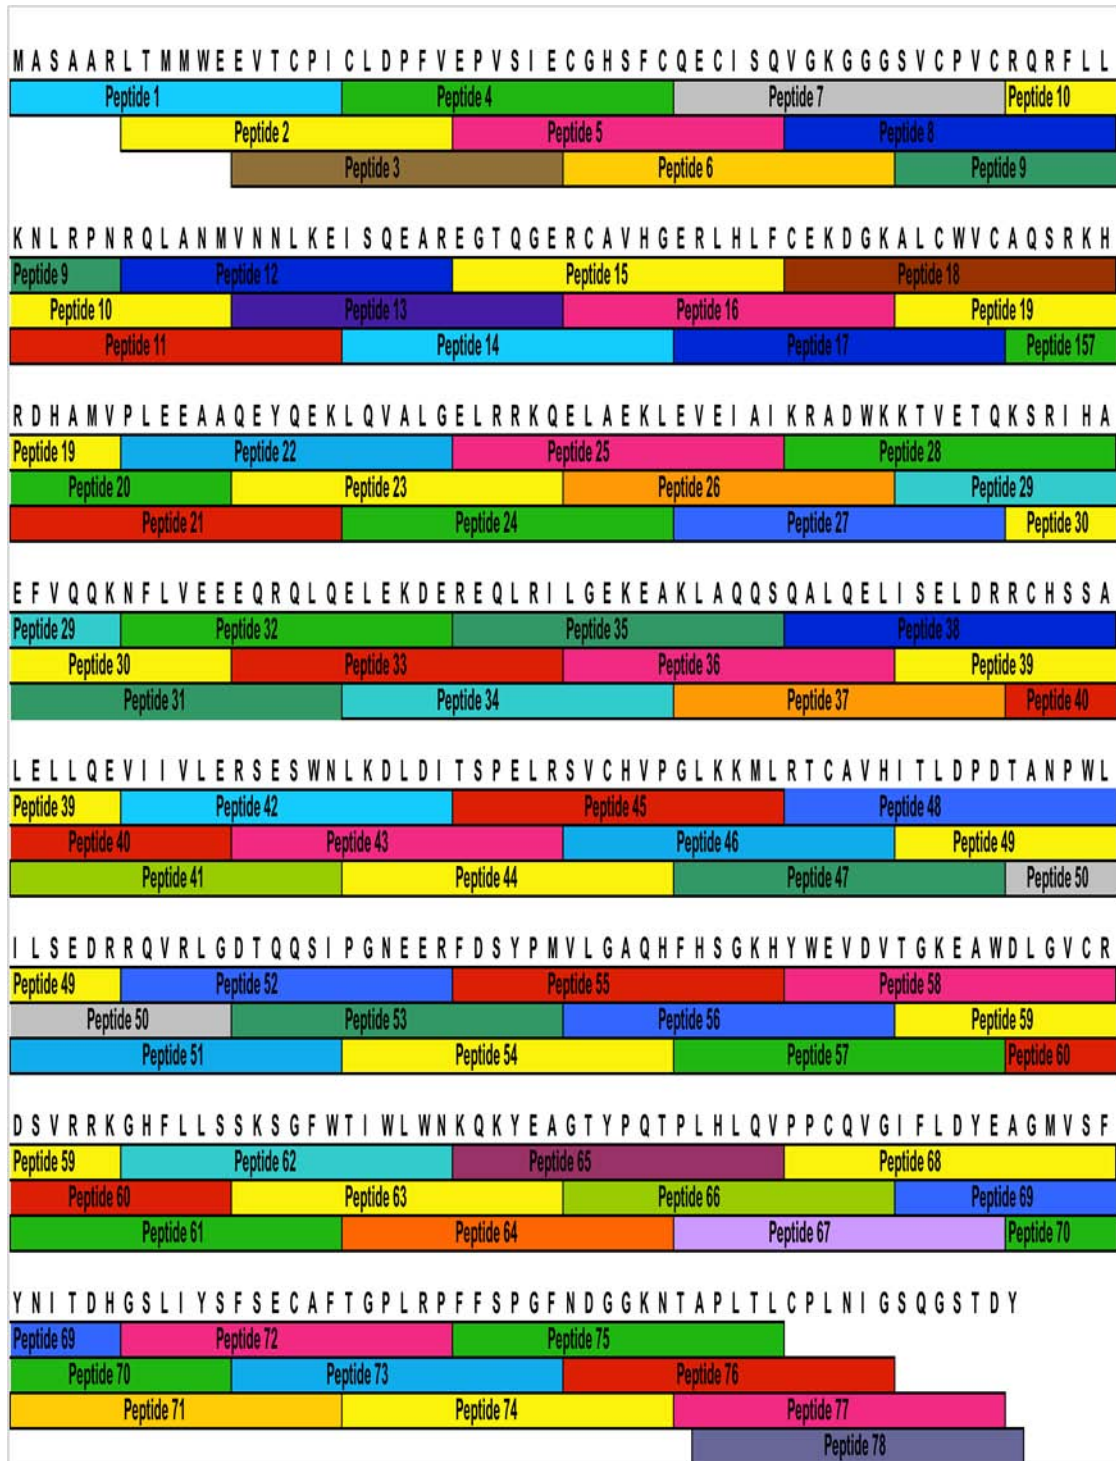 M A S A A R L T M M W E E V T C P I C L D P F V E P V S I E C G H S F C Q E C I S Q V G K G G G S V C P V C R Q R F L L
Peptide 1 Peptide 4 Peptide 7 Peptide 10
Peptide 2 Peptide 5 Peptide 8
Peptide 3 Peptide 6 Peptide 9
K N L R P N R Q L A N M V N N L K E I S Q E A R E G T Q G E R C A V H G E R L H L F C E K D G K A L C W V C A Q S R K H
Peptide 9 Peptide 12 Peptide 15 Peptide 18
Peptide 10 Peptide 13 Peptide 16 Peptide 19
Peptide 11 Peptide 14 Peptide 17 Peptide 157
R D H A M V P L E E A A Q E Y Q E K L Q V A L G E L R R K Q E L A E K L E V E I A I K R A D W K K T V E T Q K S R I H A
Peptide 19 Peptide 22 Peptide 25 Peptide 28
Peptide 20 Peptide 23 Peptide 26 Peptide 29
Peptide 21 Peptide 24 Peptide 27 Peptide 30
E F V Q Q K N F L V E E E Q R Q L Q E L E K D E R E Q L R I L G E K E A K L A Q Q S Q A L Q E L I S E L D R R C H S S A
Peptide 29 Peptide 32 Peptide 35 Peptide 38
Peptide 30 Peptide 33 Peptide 36 Peptide 39
Peptide 31 Peptide 34 Peptide 37 Peptide 40
L E L L Q E V I I V L E R S E S W N L K D L D I T S P E L R S V C H V P G L K K M L R T C A V H I T L D P D T A N P W L
Peptide 39 Peptide 42 Peptide 45 Peptide 48
Peptide 40 Peptide 43 Peptide 46 Peptide 49
Peptide 41 Peptide 44 Peptide 47 Peptide 50
I L S E D R R Q V R L G D T Q Q S I P G N E E R F D S Y P M V L G A Q H F H S G K H Y W E V D V T G K E A W D L G V C R
Peptide 49 Peptide 52 Peptide 55 Peptide 58
Peptide 50 Peptide 53 Peptide 56 Peptide 59
Peptide 51 Peptide 54 Peptide 57 Peptide 60
D S V R R K G H F L L S S K S G F W T I W L W N K Q K Y E A G T Y P Q T P L H L Q V P P C Q V G I F L D Y E A G M V S F
Peptide 59 Peptide 62 Peptide 65 Peptide 68
Peptide 60 Peptide 63 Peptide 66 Peptide 69
Peptide 61 Peptide 64 Peptide 67 Peptide 70
Y N I T D H G S L I Y S F S E C A F T G P L R P F F S P G F N D G G K N T A P L T L C P L N I G S Q G S T D Y
Peptide 69 Peptide 72 Peptide 75
Peptide 70 Peptide 73 Peptide 76
Peptide 71 Peptide 74 Peptide 77
Peptide 78